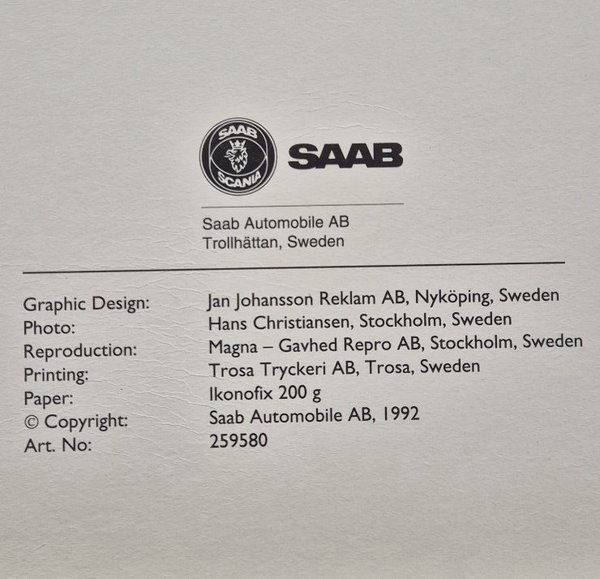 SAAB
SCANIA
SAAB
Saab Automobile AB
Trollhättan, Sweden
Graphic Design: Jan Johansson Reklam AB, Nyköping, Sweden
Photo: Hans Christiansen, Stockholm, Sweden
Reproduction: Magna – Gavhed Repro AB, Stockholm, Sweden
Printing: Trosa Tryckeri AB, Trosa, Sweden
Paper: Ikonofix 200 g
© Copyright: Saab Automobile AB, 1992
Art. No: 259580